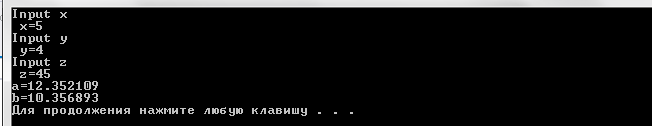 Input x
x=5
Input y
y=4
Input z
z=45
a=12.352109
b=10.356893
Для продолжения нажмите любую клавишу . . .